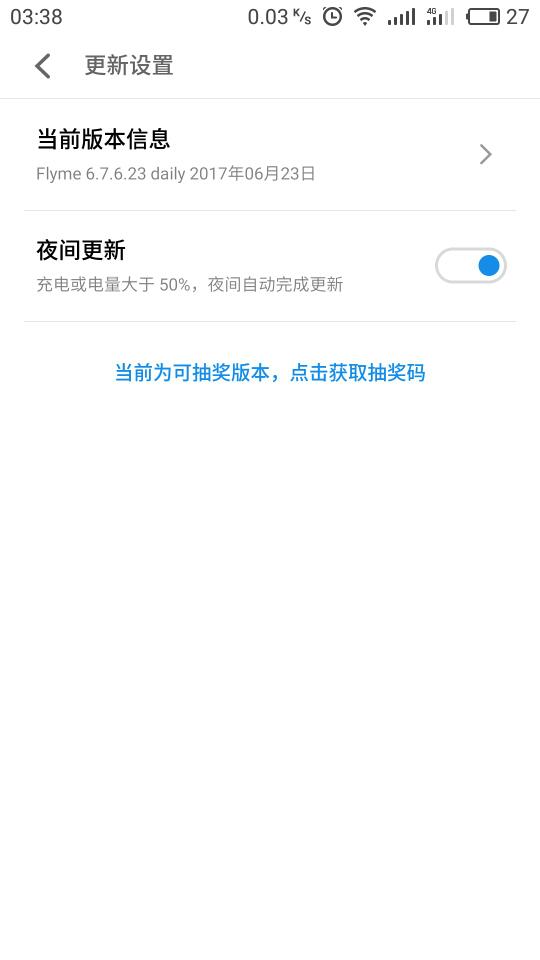 03:38 0.03 K/s 4G 27
更新设置
当前版本信息
Flyme 6.7.6.23 daily 2017年06月23日
夜间更新
充电或电量大于 50%，夜间自动完成更新
当前为可抽奖版本，点击获取抽奖码